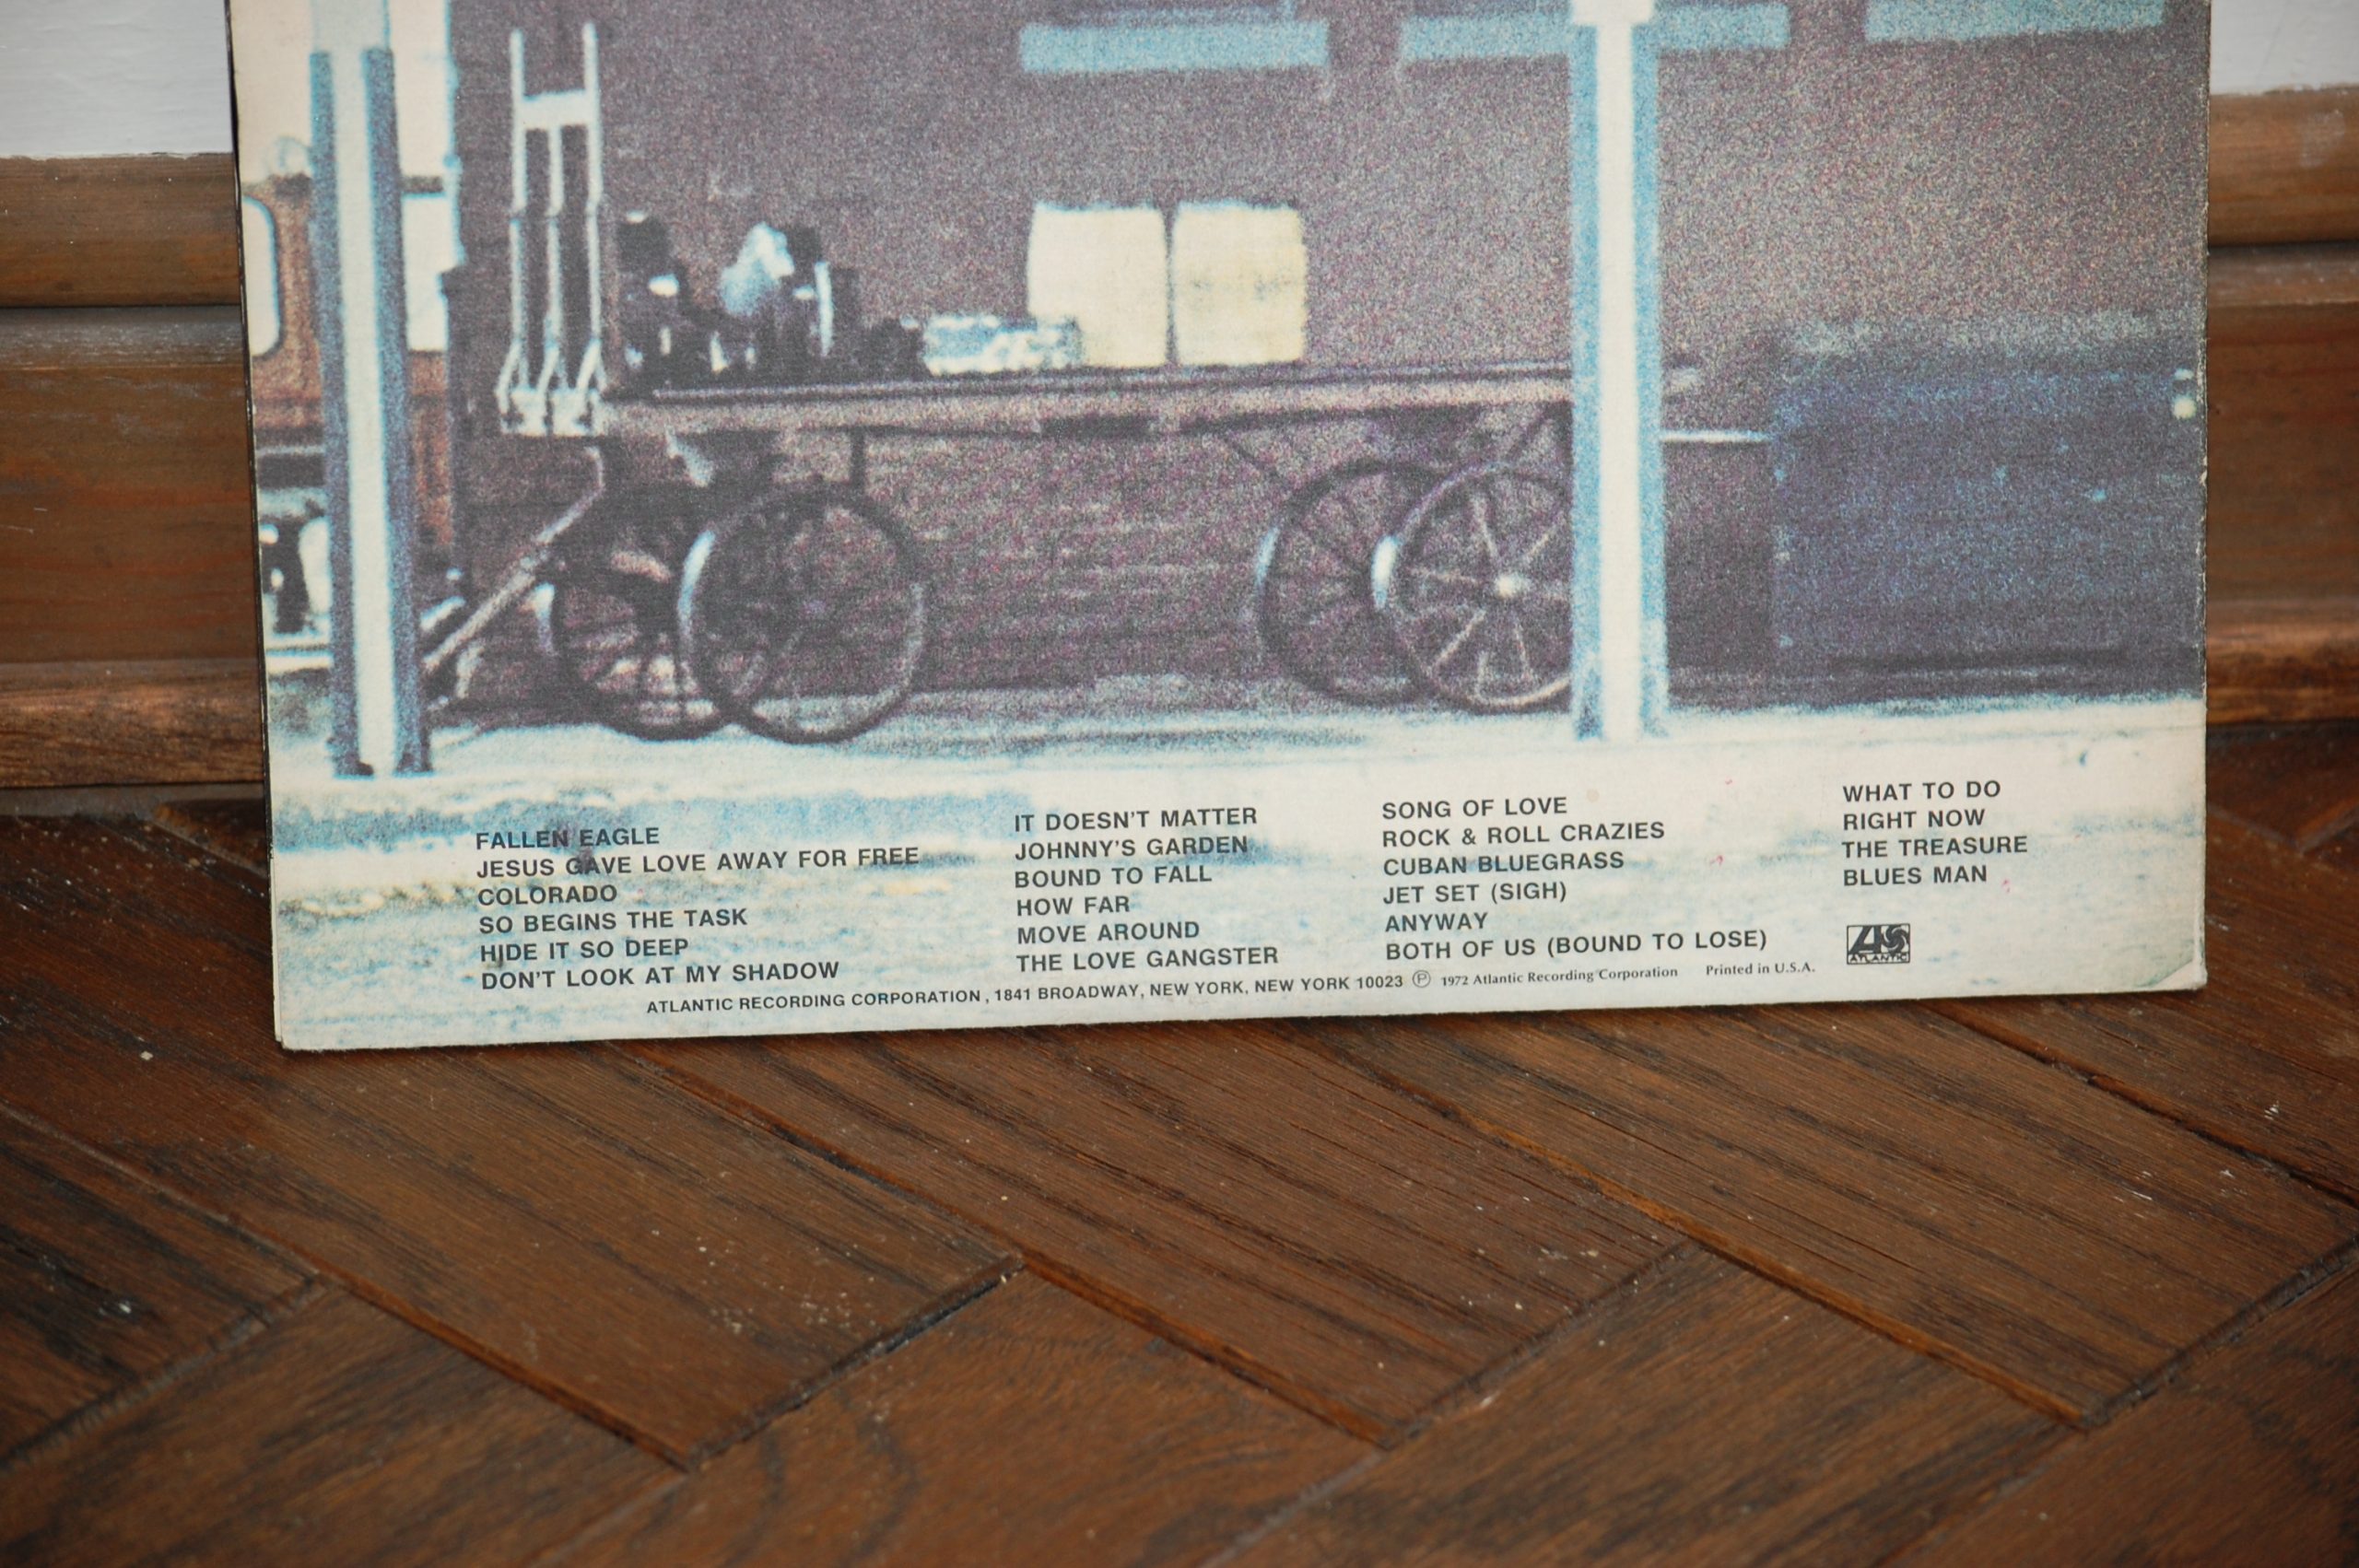 FALLEN EAGLE
JESUS GAVE LOVE AWAY FOR FREE
COLORADO
SO BEGINS THE TASK
HIDE IT SO DEEP
DON'T LOOK AT MY SHADOW
IT DOESN'T MATTER
JOHNNY'S GARDEN
BOUND TO FALL
HOW FAR
MOVE AROUND
THE LOVE GANGSTER
SONG OF LOVE
ROCK & ROLL CRAZIES
CUBAN BLUEGRASS
JET SET (SIGH)
ANYWAY
BOTH OF US (BOUND TO LOSE)
WHAT TO DO
RIGHT NOW
THE TREASURE
BLUES MAN
ATLANTIC
ATLANTIC RECORDING CORPORATION, 1841 BROADWAY, NEW YORK, NEW YORK 10023 ℗ 1972 Atlantic Recording Corporation Printed in U.S.A.